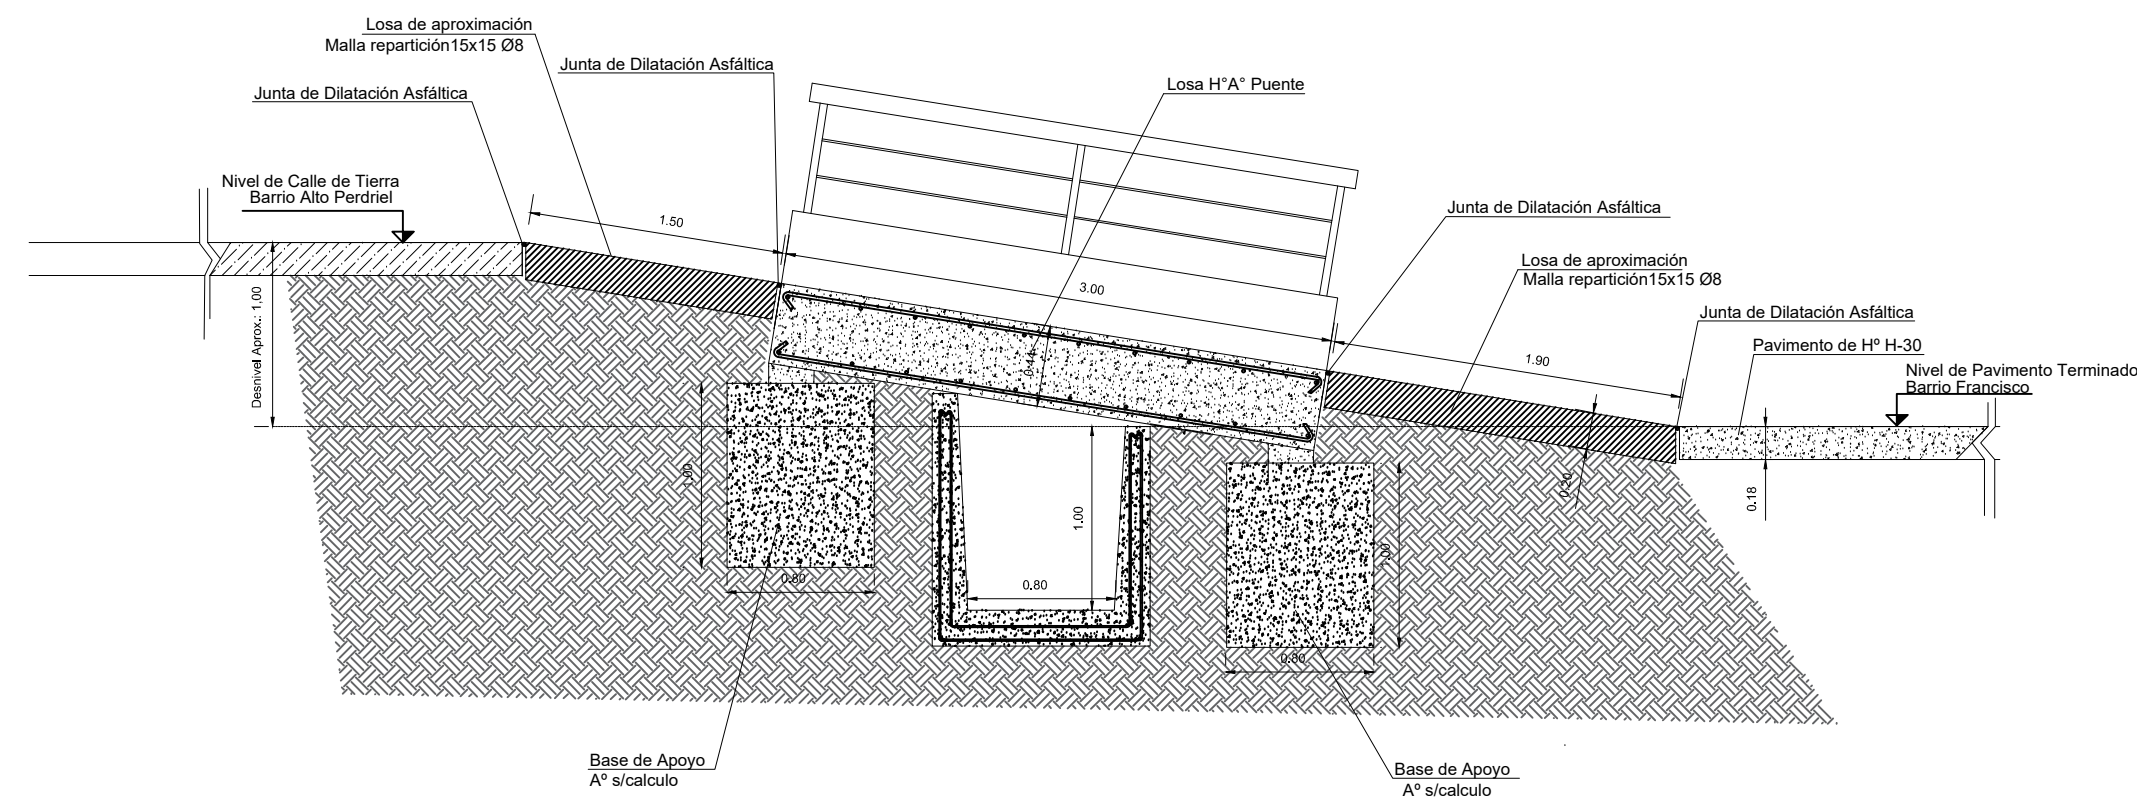 Losa de aproximación
Malla repartición15x15 Ø8
Junta de Dilatación Asfáltica
Losa H°A° Puente
Junta de Dilatación Asfáltica
Nivel de Calle de Tierra
Barrio Alto Perdriel
Junta de Dilatación Asfáltica
1.50
Losa de aproximación
Malla repartición15x15 Ø8
3.00
Junta de Dilatación Asfáltica
Pavimento de Hº H-30
Nivel de Pavimento Terminado
Barrio Francisco
Desnivel Aprox.: 1,00
0.44
1.90
1.00
1.00
0.20
0.18
1.00
0.80
0.80
0.80
Base de Apoyo
Aº s/calculo
Base de Apoyo
Aº s/calculo